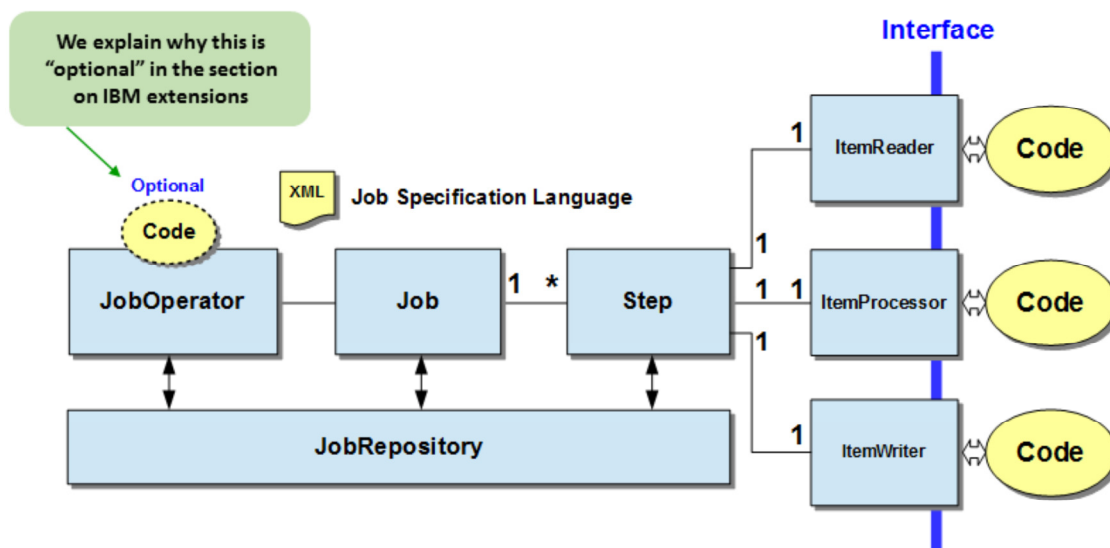 We explain why this is
“optional” in the section
on IBM extensions
Interface
Optional
Code
XML
Job Specification Language
JobOperator
Job
1
*
Step
1
1
ItemReader
Code
1
1
ItemProcessor
Code
1
1
ItemWriter
Code
JobRepository